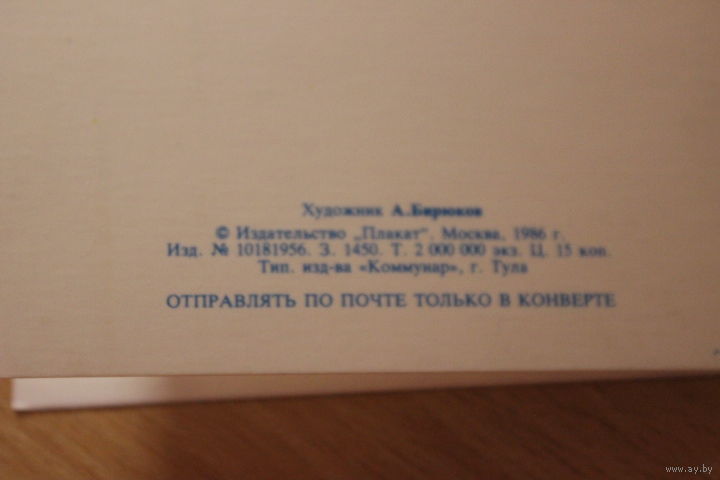 Художник А.Бирюков
© Издательство „Плакат". Москва, 1986 г.
Изд. № 10181956. З. 1450. Т. 2 000 000 экз. Ц. 15 коп.
Тип. изд-ва «Коммунар», г. Тула
ОТПРАВЛЯТЬ ПО ПОЧТЕ ТОЛЬКО В КОНВЕРТЕ
www.ay.by